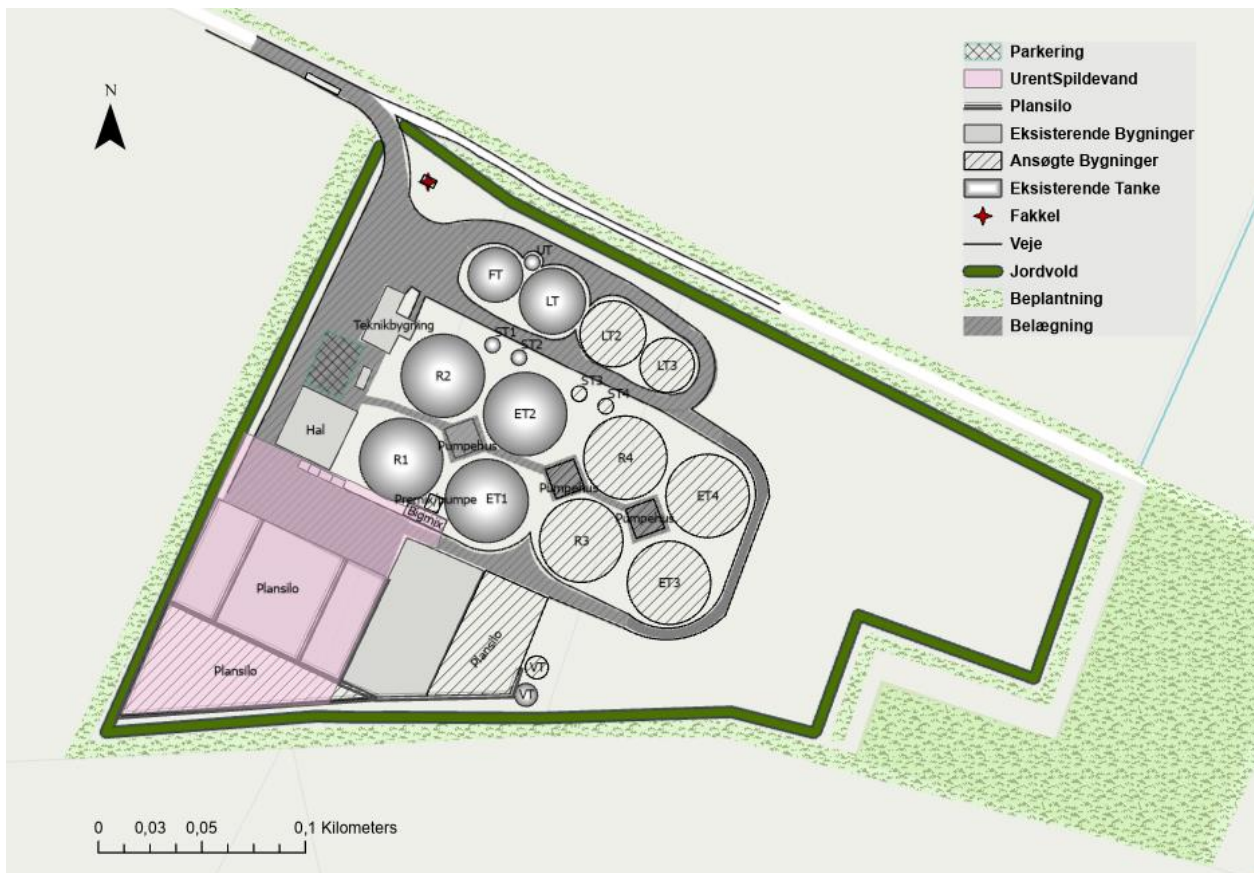 N
Parkering
UrentSpildevand
Plansilo
Eksisterende Bygninger
Ansøgte Bygninger
Eksisterende Tanke
Fakkel
Veje
Jordvold
Beplantning
Belægning
UT
FT
LT
LT2
LT3
Teknikbygning
ST1
ST2
ST3
ST4
R2
ET2
Hal
R1
Pumpehus
R4
ET4
Pumpehus
ET1
Bigmix
Pumpehus
R3
ET3
Plansilo
Plansilo
Plansilo
VT
VT
0 0,03 0,05 0,1 Kilometers